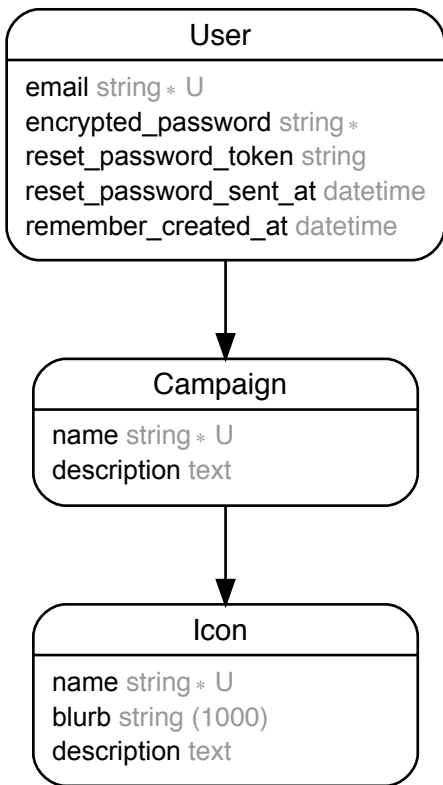 User
email string * U
encrypted_password string *
reset_password_token string
reset_password_sent_at datetime
remember_created_at datetime
Campaign
name string * U
description text
Icon
name string * U
blurb string (1000)
description text